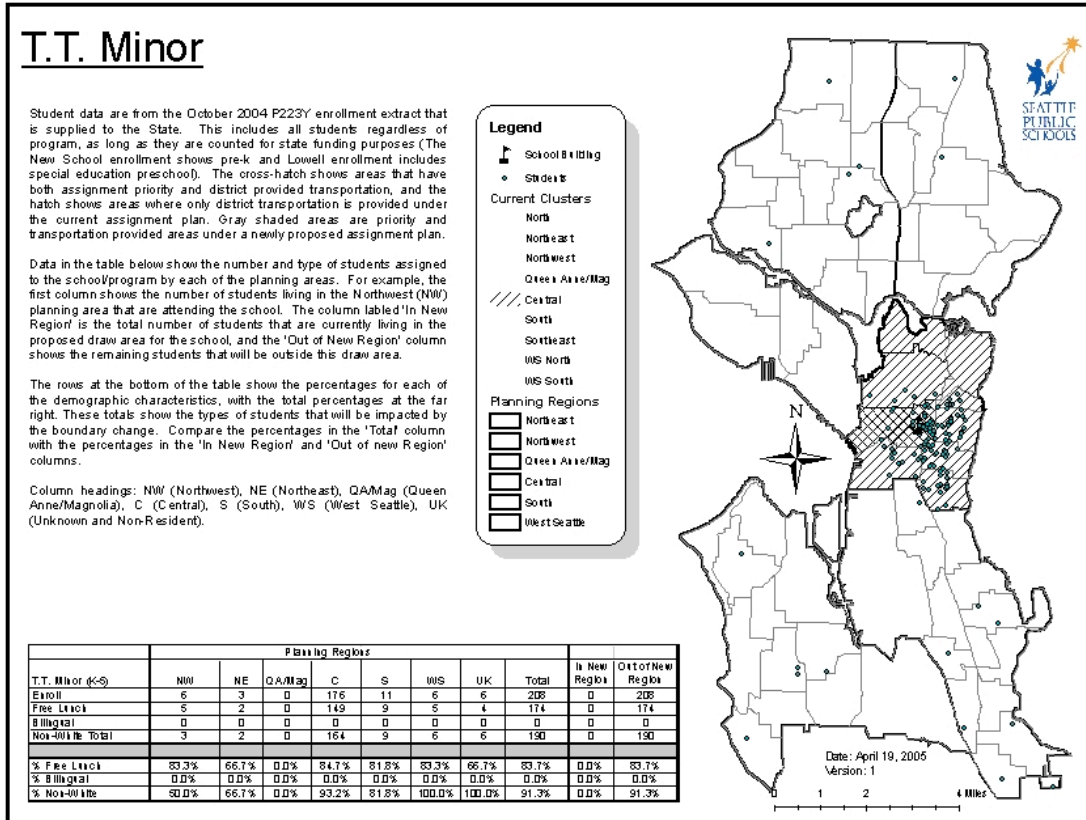 T.T. Minor
Student data are from the October 2004 P223Y enrollment extract that
is supplied to the State. This includes all students regardless of
program, as long as they are counted for state funding purposes (The
New School enrollment shows pre-k and Lowell enrollment includes
special education preschool). The cross-hatch shows areas that have
both assignment priority and district provided transportation, and the
hatch shows areas where only district transportation is provided under
the current assignment plan. Gray shaded areas are priority and
transportation provided areas under a newly proposed assignment plan.
Data in the table below show the number and type of students assigned
to the school/program by each of the planning areas. For example, the
first column shows the number of students living in the Northwest (NW)
planning area that are attending the school. The column labled 'In New
Region' is the total number of students that are currently living in the
proposed draw area for the school, and the 'Out of New Region' column
shows the remaining students that will be outside this draw area.
The rows at the bottom of the table show the percentages for each of
the demographic characteristics, with the total percentages at the far
right. These totals show the types of students that will be impacted by
the boundary change. Compare the percentages in the 'Total' column
with the percentages in the 'In New Region' and 'Out of new Region'
columns.
Column headings: NW (Northwest), NE (Northeast), QA/Mag (Queen
Anne/Magnolia), C (Central), S (South), WS (West Seattle), UK
(Unknown and Non-Resident).
Legend
School Building
Students
Current Clusters
North
Northeast
Northwest
Queen Anne/Mag
Central
South
Southeast
WS North
WS South
Planning Regions
Northeast
Northwest
Queen Anne/Mag
Central
South
West Seattle
SEATTLE
PUBLIC
SCHOOLS
N
Planning Regions
T.T. Minor (K-5) NW NE QA/Mag C S WS UK Total In New Region Out of New Region
Enroll 6 3 0 176 11 6 6 208 0 208
Free Lunch 5 2 0 149 9 5 4 174 0 174
Bilingual 0 0 0 0 0 0 0 0 0 0
Non-White Total 3 2 0 164 9 6 6 190 0 190
% Free Lunch 83.3% 66.7% 0.0% 84.7% 81.8% 83.3% 66.7% 83.7% 0.0% 83.7%
% Bilingual 0.0% 0.0% 0.0% 0.0% 0.0% 0.0% 0.0% 0.0% 0.0% 0.0%
% Non-White 50.0% 66.7% 0.0% 93.2% 81.8% 100.0% 100.0% 91.3% 0.0% 91.3%
Date: April 19, 2005
Version: 1
0 1 2 4 Miles